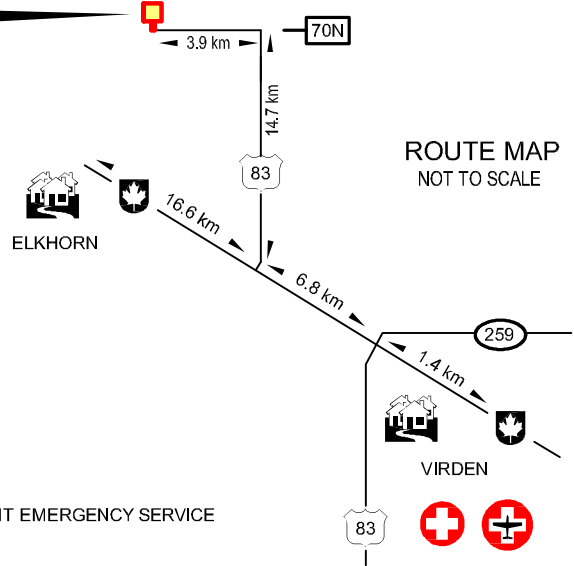 70N
3.9 km
14.7 km
ROUTE MAP
NOT TO SCALE
83
16.6 km
ELKHORN
6.8 km
259
1.4 km
VIRDEN
IT EMERGENCY SERVICE
83